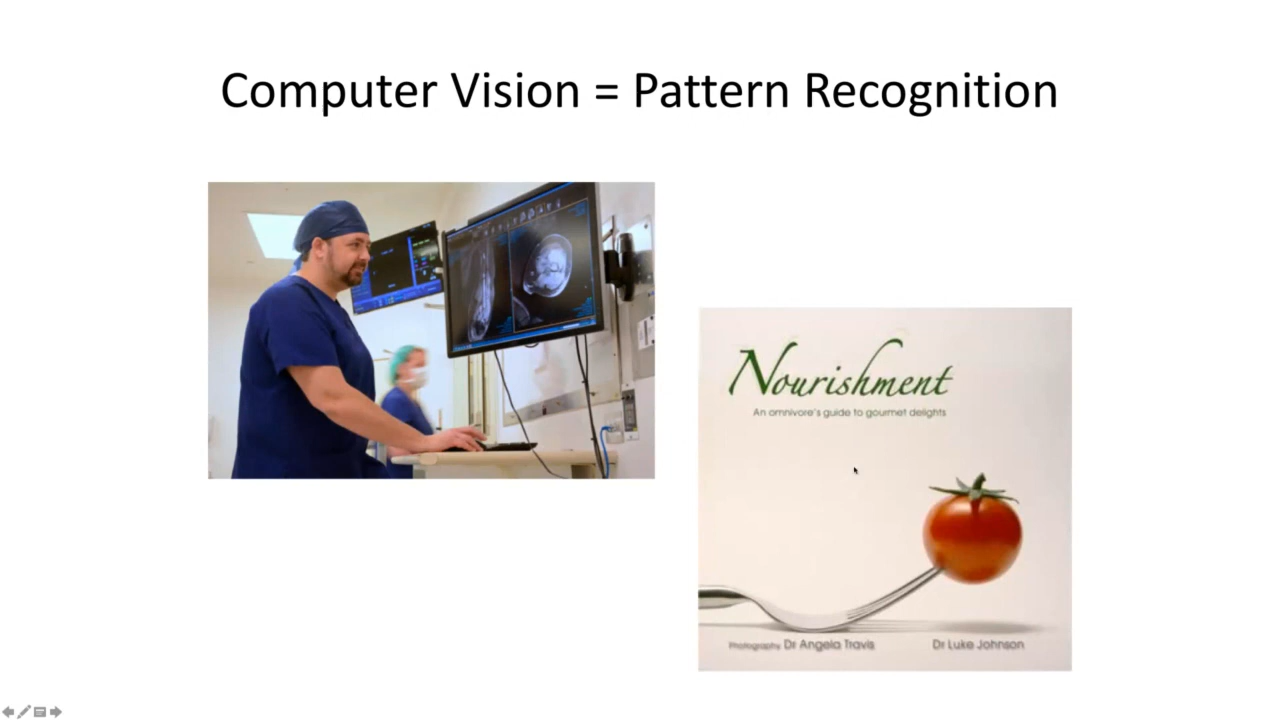 Computer Vision = Pattern Recognition
Nourishment
An omnivore's guide to gourmet delights
Photography Dr Angela Travis
Dr Luke Johnson